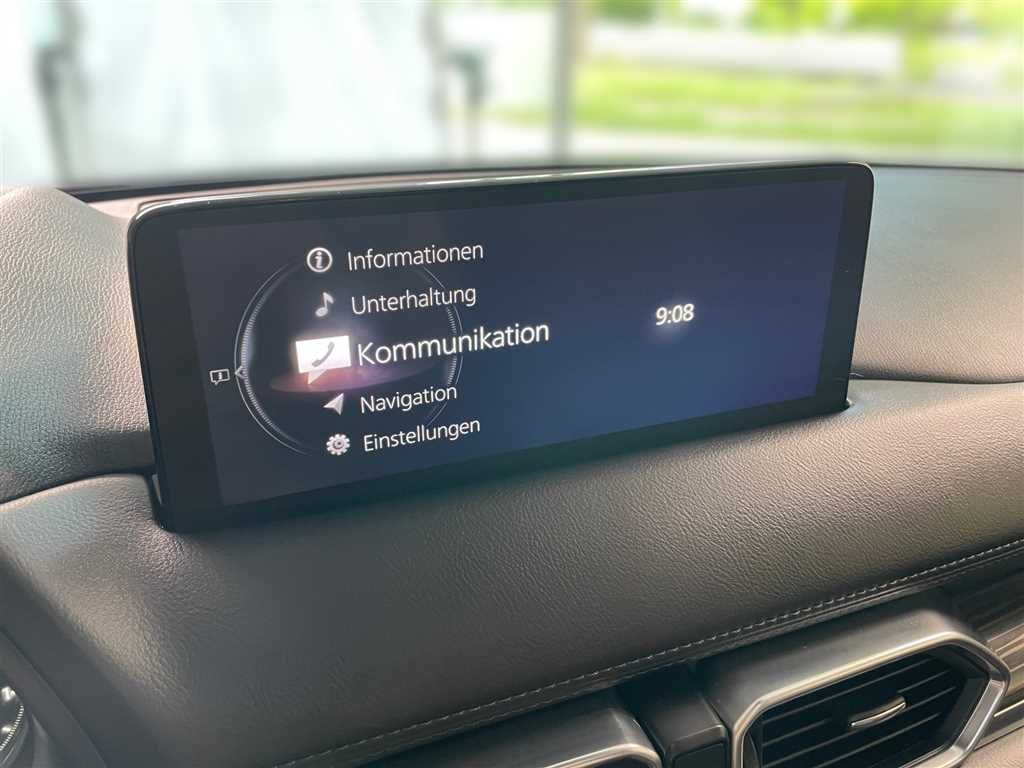 Informationen
Unterhaltung
Kommunikation
9:08
Navigation
Einstellungen